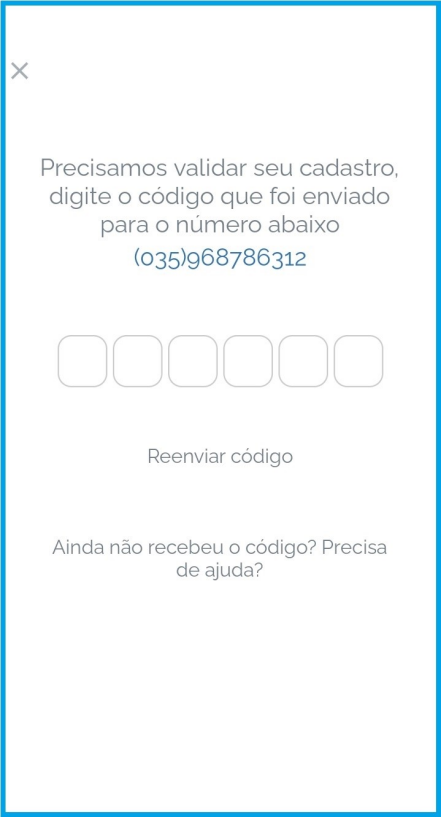 Precisamos validar seu cadastro,
digite o código que foi enviado
para o número abaixo
(035)968786312
Reenviar código
Ainda não recebeu o código? Precisa
de ajuda?